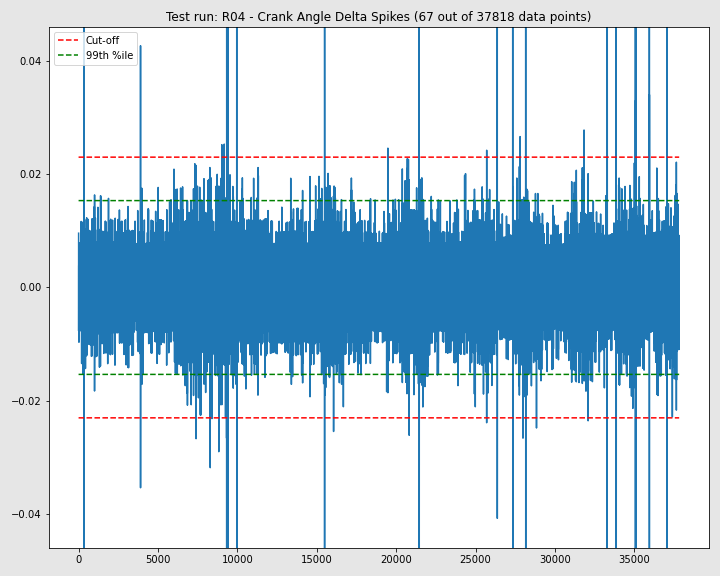 Test run: R04 - Crank Angle Delta Spikes (67 out of 37818 data points)
Cut-off
99th %ile
0.04
0.02
0.00
−0.02
−0.04
0 5000 10000 15000 20000 25000 30000 35000